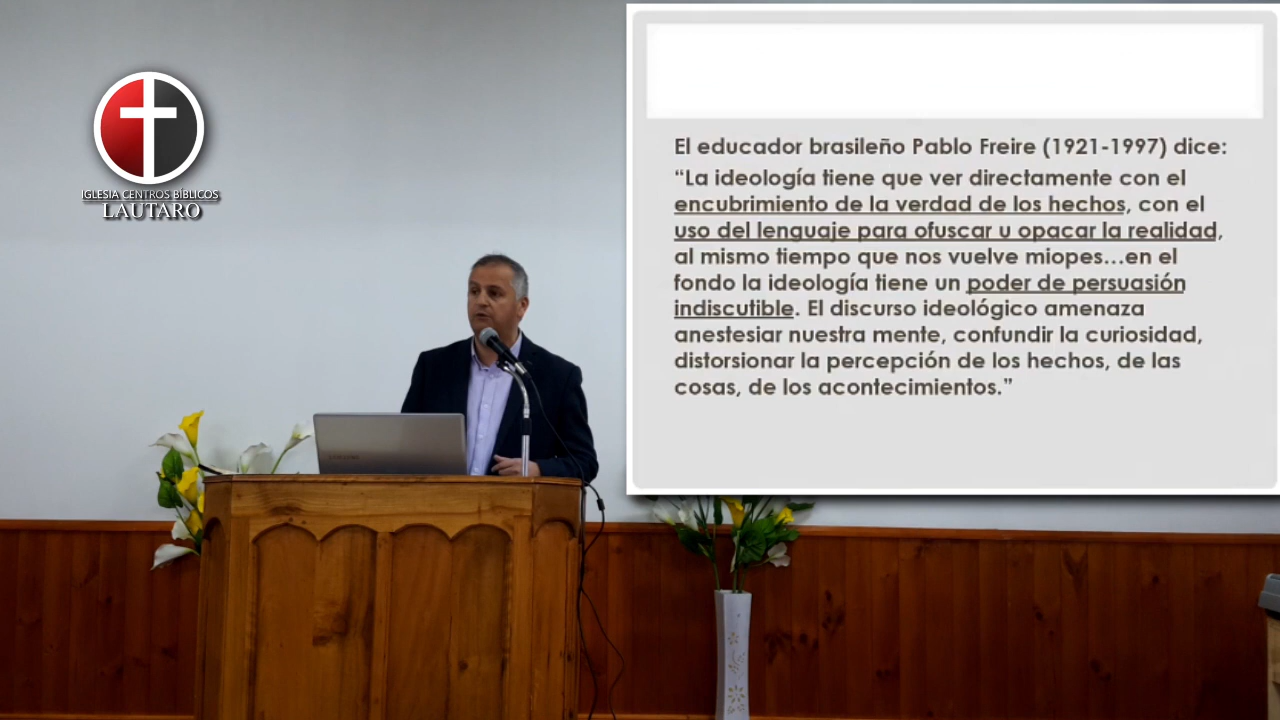 IGLESIA CENTROS BÍBLICOS
LAUTARO
El educador brasileño Pablo Freire (1921-1997) dice:
“La ideología tiene que ver directamente con el
encubrimiento de la verdad de los hechos, con el
uso del lenguaje para ofuscar u opacar la realidad,
al mismo tiempo que nos vuelve miopes...en el
fondo la ideología tiene un poder de persuasión
indiscutible. El discurso ideológico amenaza
anestesiar nuestra mente, confundir la curiosidad,
distorsionar la percepción de los hechos, de las
cosas, de los acontecimientos.”